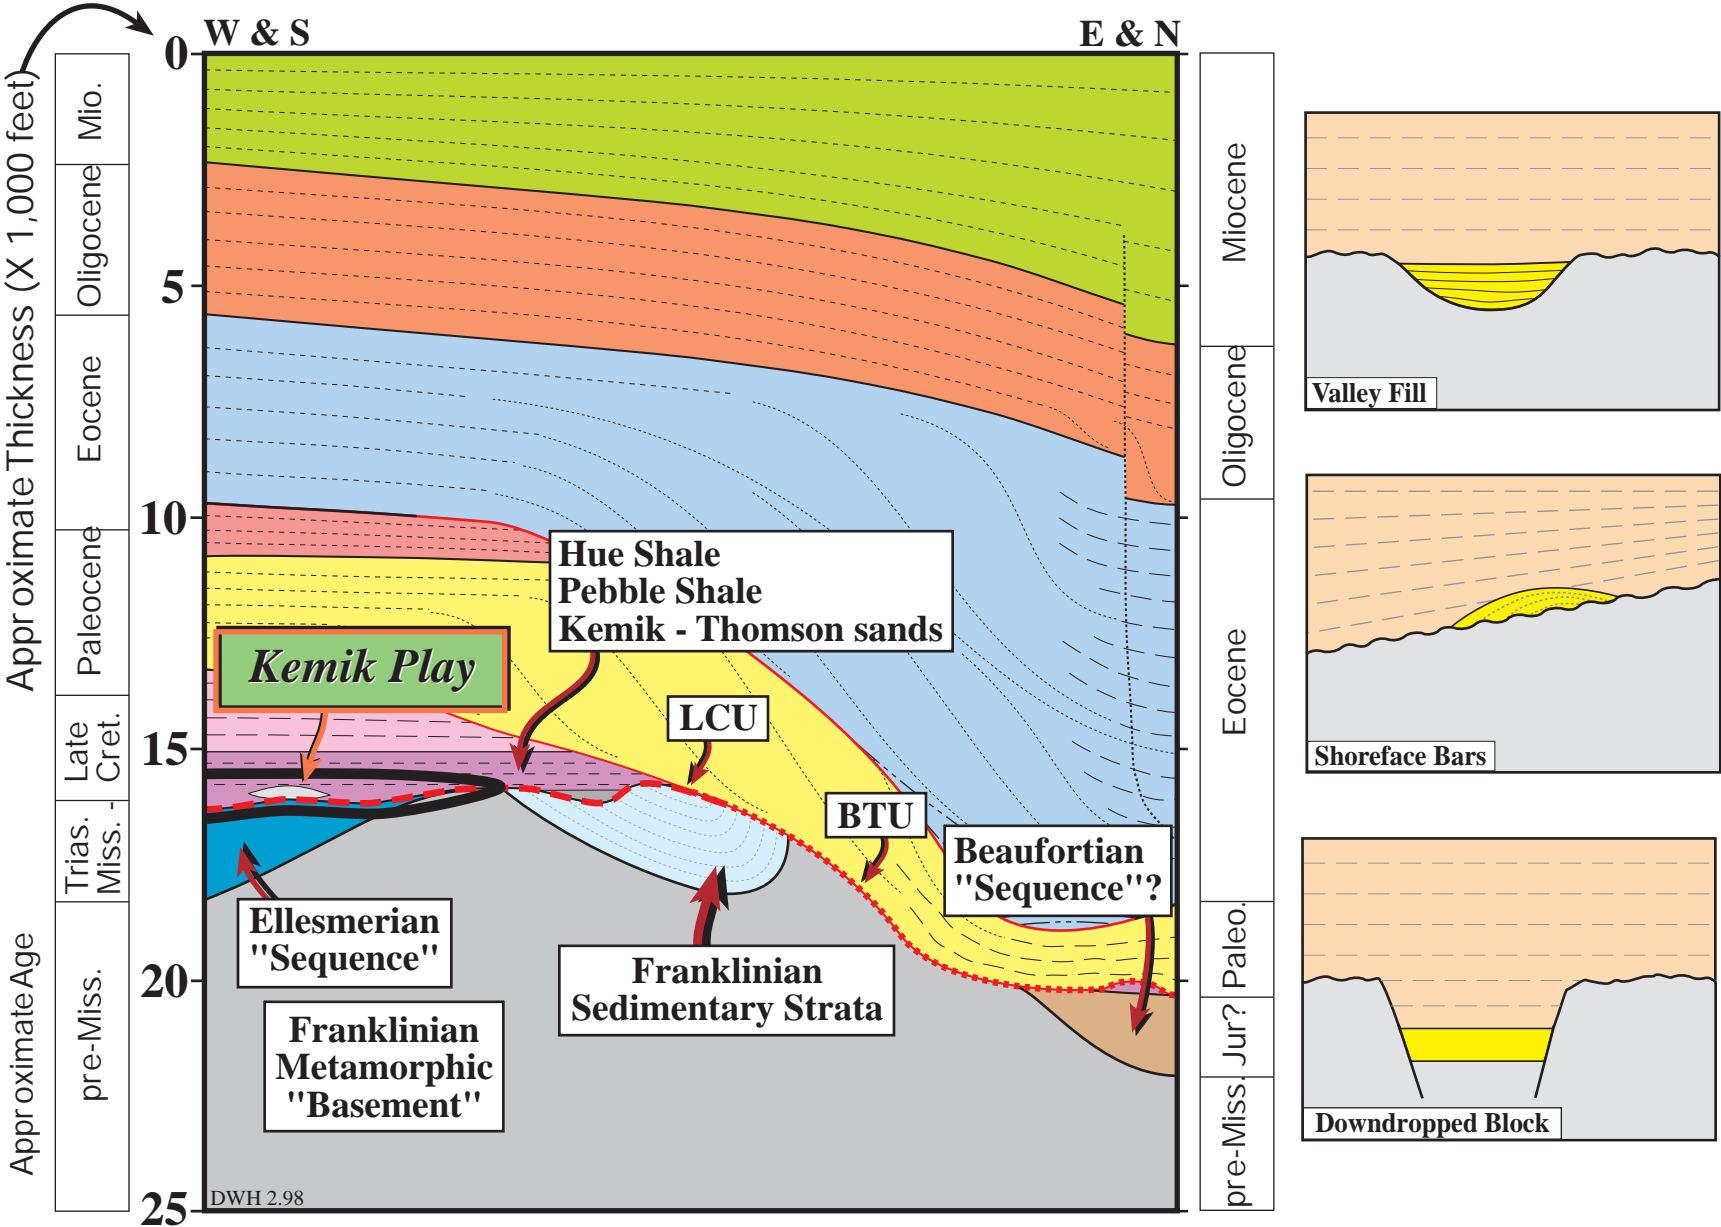 W & S
E & N
Approximate Thickness (X 1,000 feet)
Approximate Age
0
5
10
15
20
25
Mio.
Oligocene
Eocene
Paleocene
Late
Cret.
Trias. -
Miss.
pre-Miss.
Hue Shale
Pebble Shale
Kemik - Thomson sands
Kemik Play
LCU
BTU
Beaufortian
"Sequence"?
Ellesmerian
"Sequence"
Franklinian
Sedimentary Strata
Franklinian
Metamorphic
"Basement"
DWH 2.98
Miocene
Oligocene
Eocene
Paleo.
Jur?
pre-Miss.
Valley Fill
Shoreface Bars
Downdropped Block